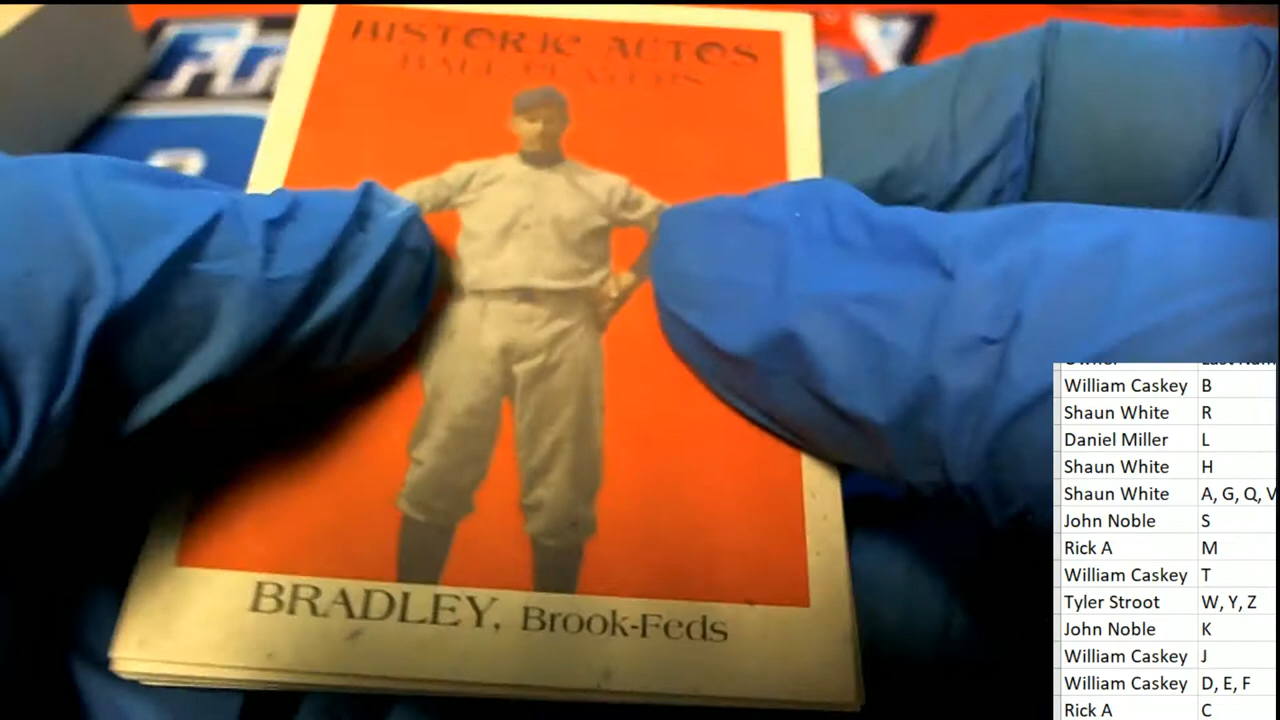 HISTORIC AUTOS
BALL PLAYERS
BRADLEY, Brook-Feds
William Caskey B
Shaun White R
Daniel Miller L
Shaun White H
Shaun White A, G, Q, V
John Noble S
Rick A M
William Caskey T
Tyler Stroot W, Y, Z
John Noble K
William Caskey J
William Caskey D, E, F
Rick A C